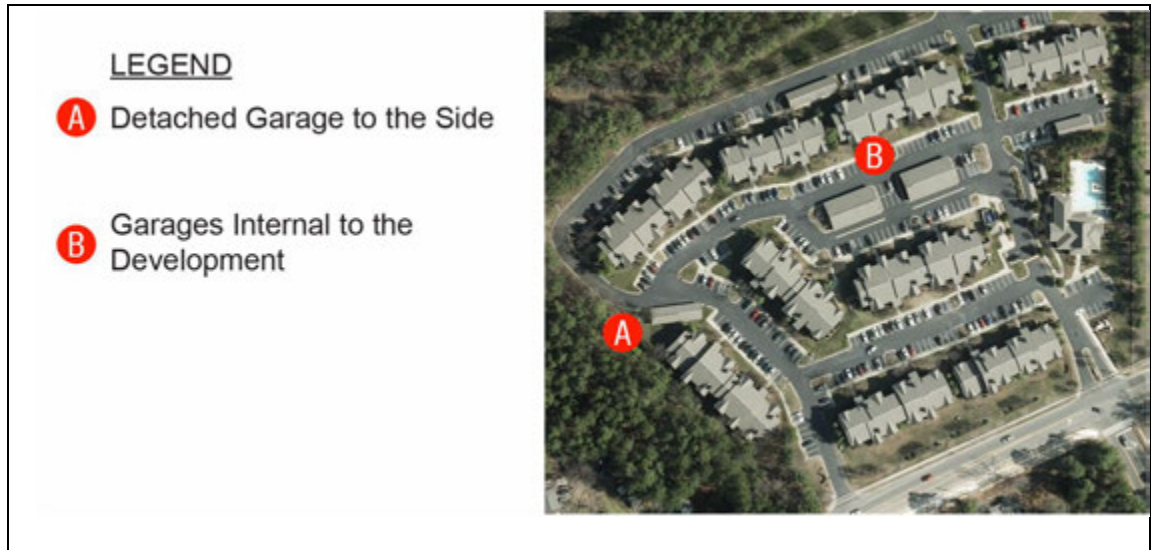 LEGEND
A Detached Garage to the Side
B Garages Internal to the
Development
B
A